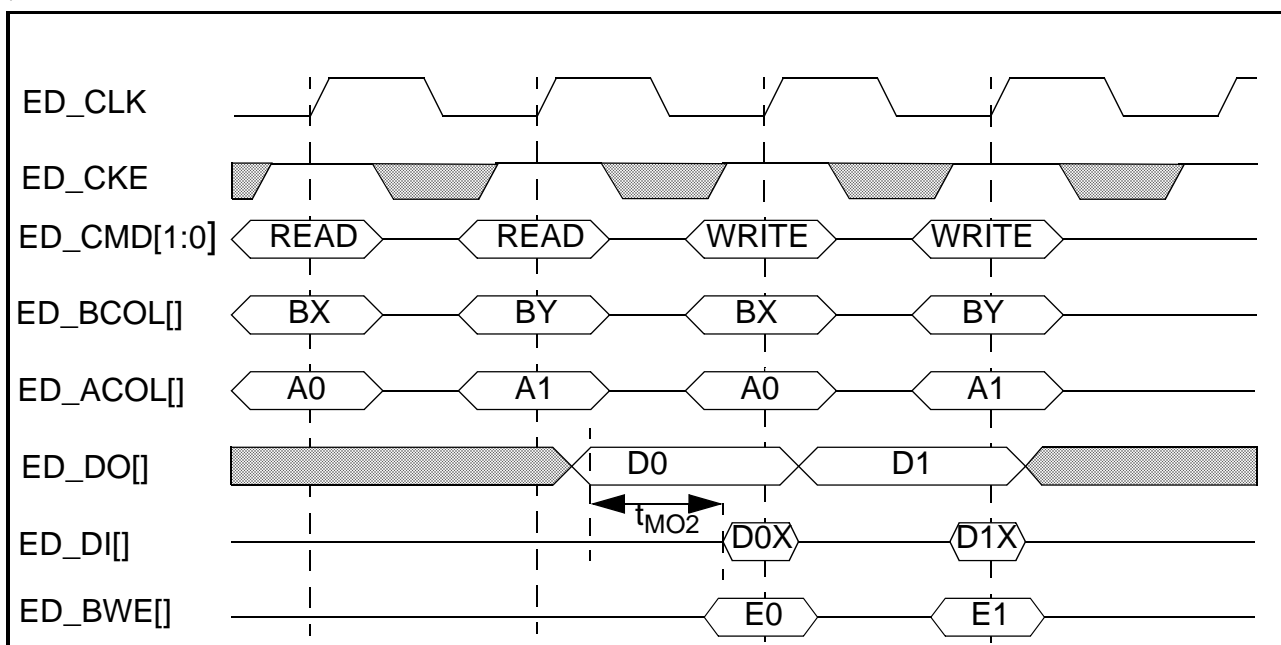 ED_CLK
ED_CKE
ED_CMD[1:0] READ READ WRITE WRITE
ED_BCOL[] BX BY BX BY
ED_ACOL[] A0 A1 A0 A1
ED_DO[] D0 D1
tMO2
ED_DI[] D0X D1X
ED_BWE[] E0 E1